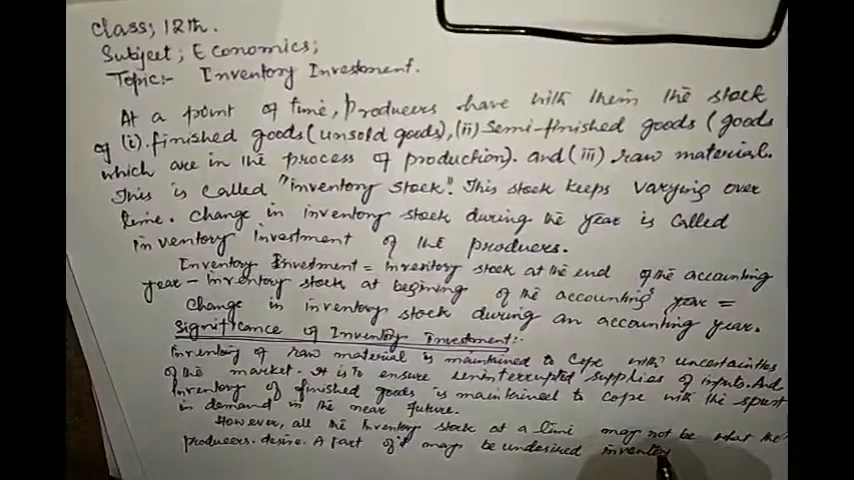 Class; 12th.
Subject; Economics;
Topic:- Inventory Investment.
At a point of time, producers have with them the stock
of (i). finished goods (unsold goods), (ii) Semi-finished goods (goods
which are in the process of production). and (iii) raw material.
This is called "inventory stock". This stock keeps varying over
time. Change in inventory stock during the year is called
inventory investment of the producers.
Inventory Investment = inventory stock at the end of the accounting
year - inventory stock at begining of the accounting year =
Change in inventory stock during an accounting year.
Significance of Inventory Investment:-
Inventory of raw material is maintained to cope with uncertainties
of the market. It is to ensure uninterrupted supplies of inputs. And
Inventory of finished goods is maintained to cope with the spurt
in demand in the near future.
However, all the inventory stock at a time may not be what the
producers. desire. A part of it may be undesired inventory